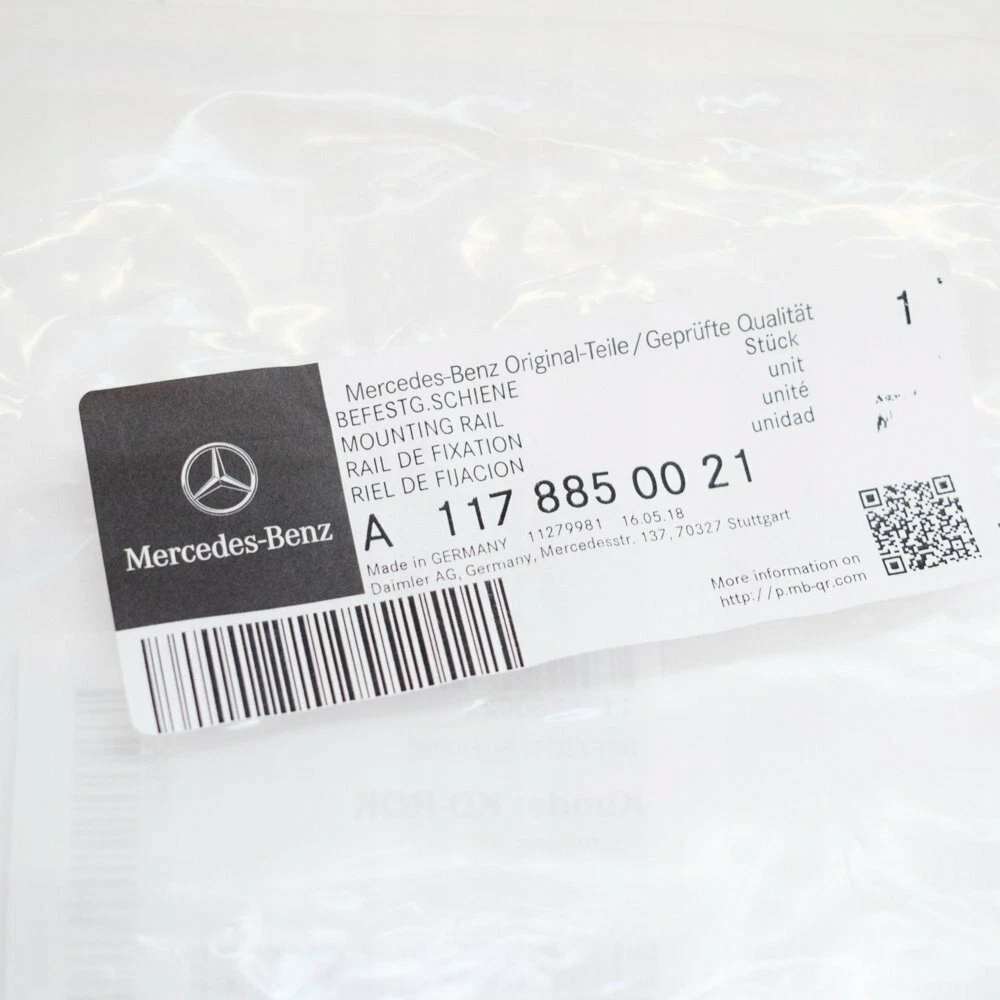 Mercedes-Benz Original-Teile / Geprüfte Qualität
BEFESTG.SCHIENE
MOUNTING RAIL
RAIL DE FIXATION
RIEL DE FIJACION
Stück
unit
unité
unidad
1
A 117 885 00 21
Made in GERMANY 11279981 16.05.18
Daimler AG, Germany, Mercedesstr. 137, 70327 Stuttgart
More information on
http://p.mb-qr.com
Mercedes-Benz